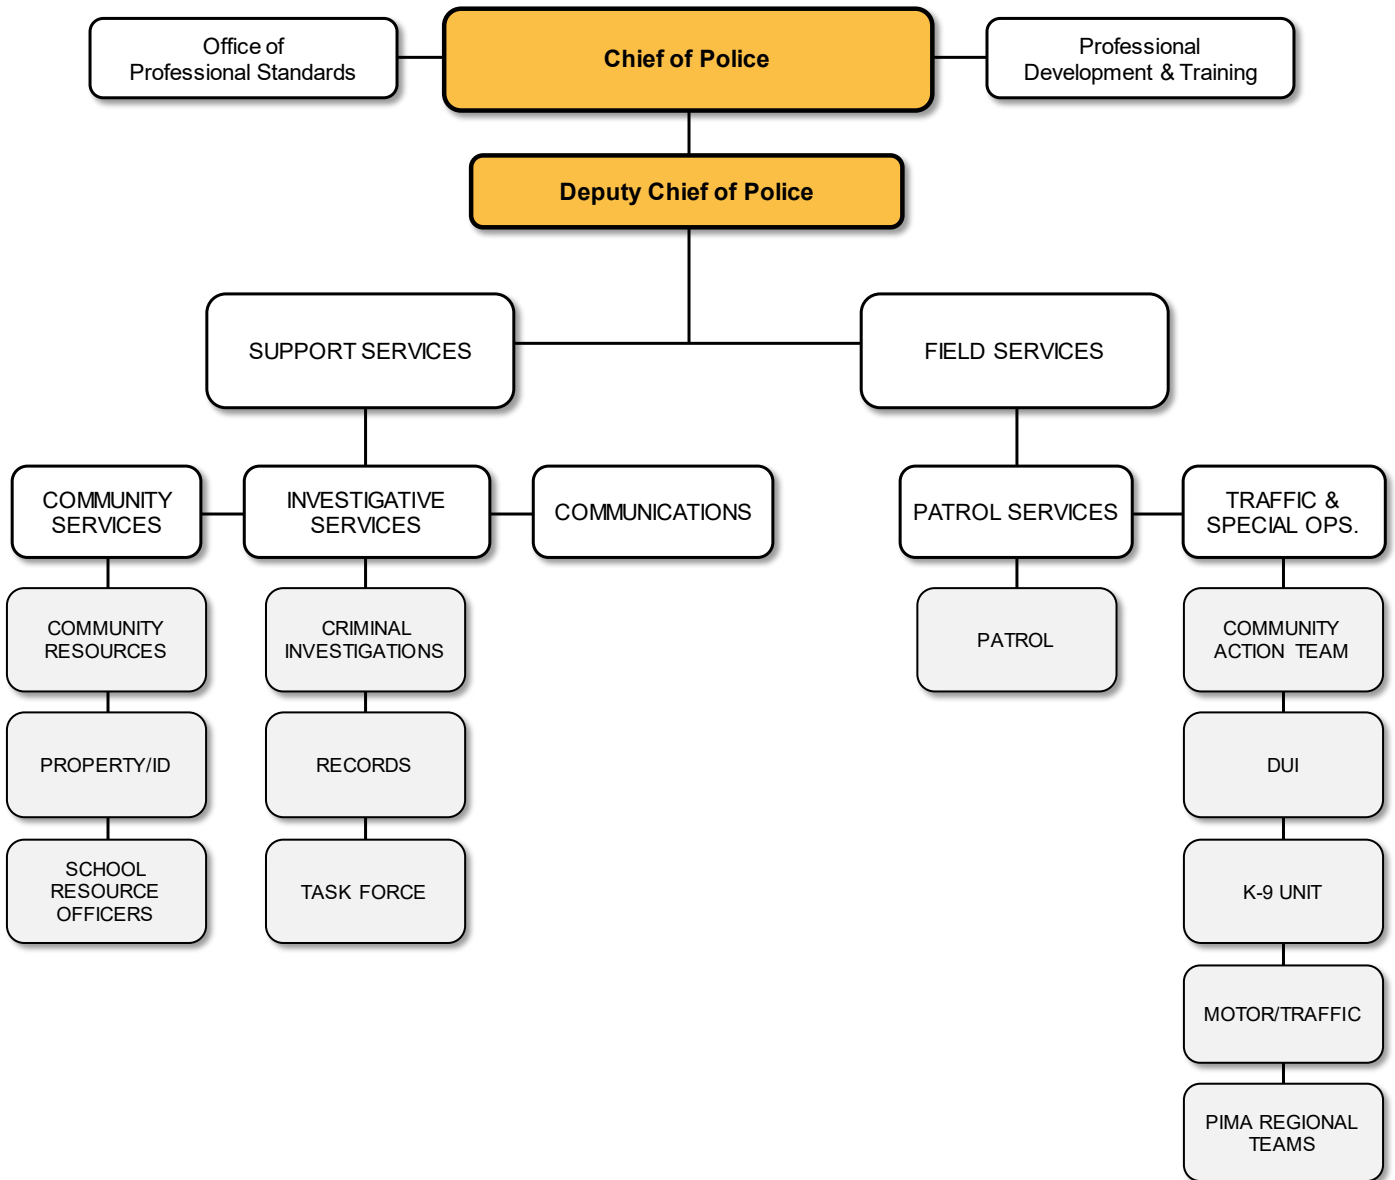 Office of
Professional Standards
Chief of Police
Professional
Development & Training
Deputy Chief of Police
SUPPORT SERVICES
FIELD SERVICES
COMMUNITY
SERVICES
INVESTIGATIVE
SERVICES
COMMUNICATIONS
PATROL SERVICES
TRAFFIC &
SPECIAL OPS.
COMMUNITY
RESOURCES
CRIMINAL
INVESTIGATIONS
PATROL
COMMUNITY
ACTION TEAM
PROPERTY/ID
RECORDS
DUI
SCHOOL
RESOURCE
OFFICERS
TASK FORCE
K-9 UNIT
MOTOR/TRAFFIC
PIMA REGIONAL
TEAMS